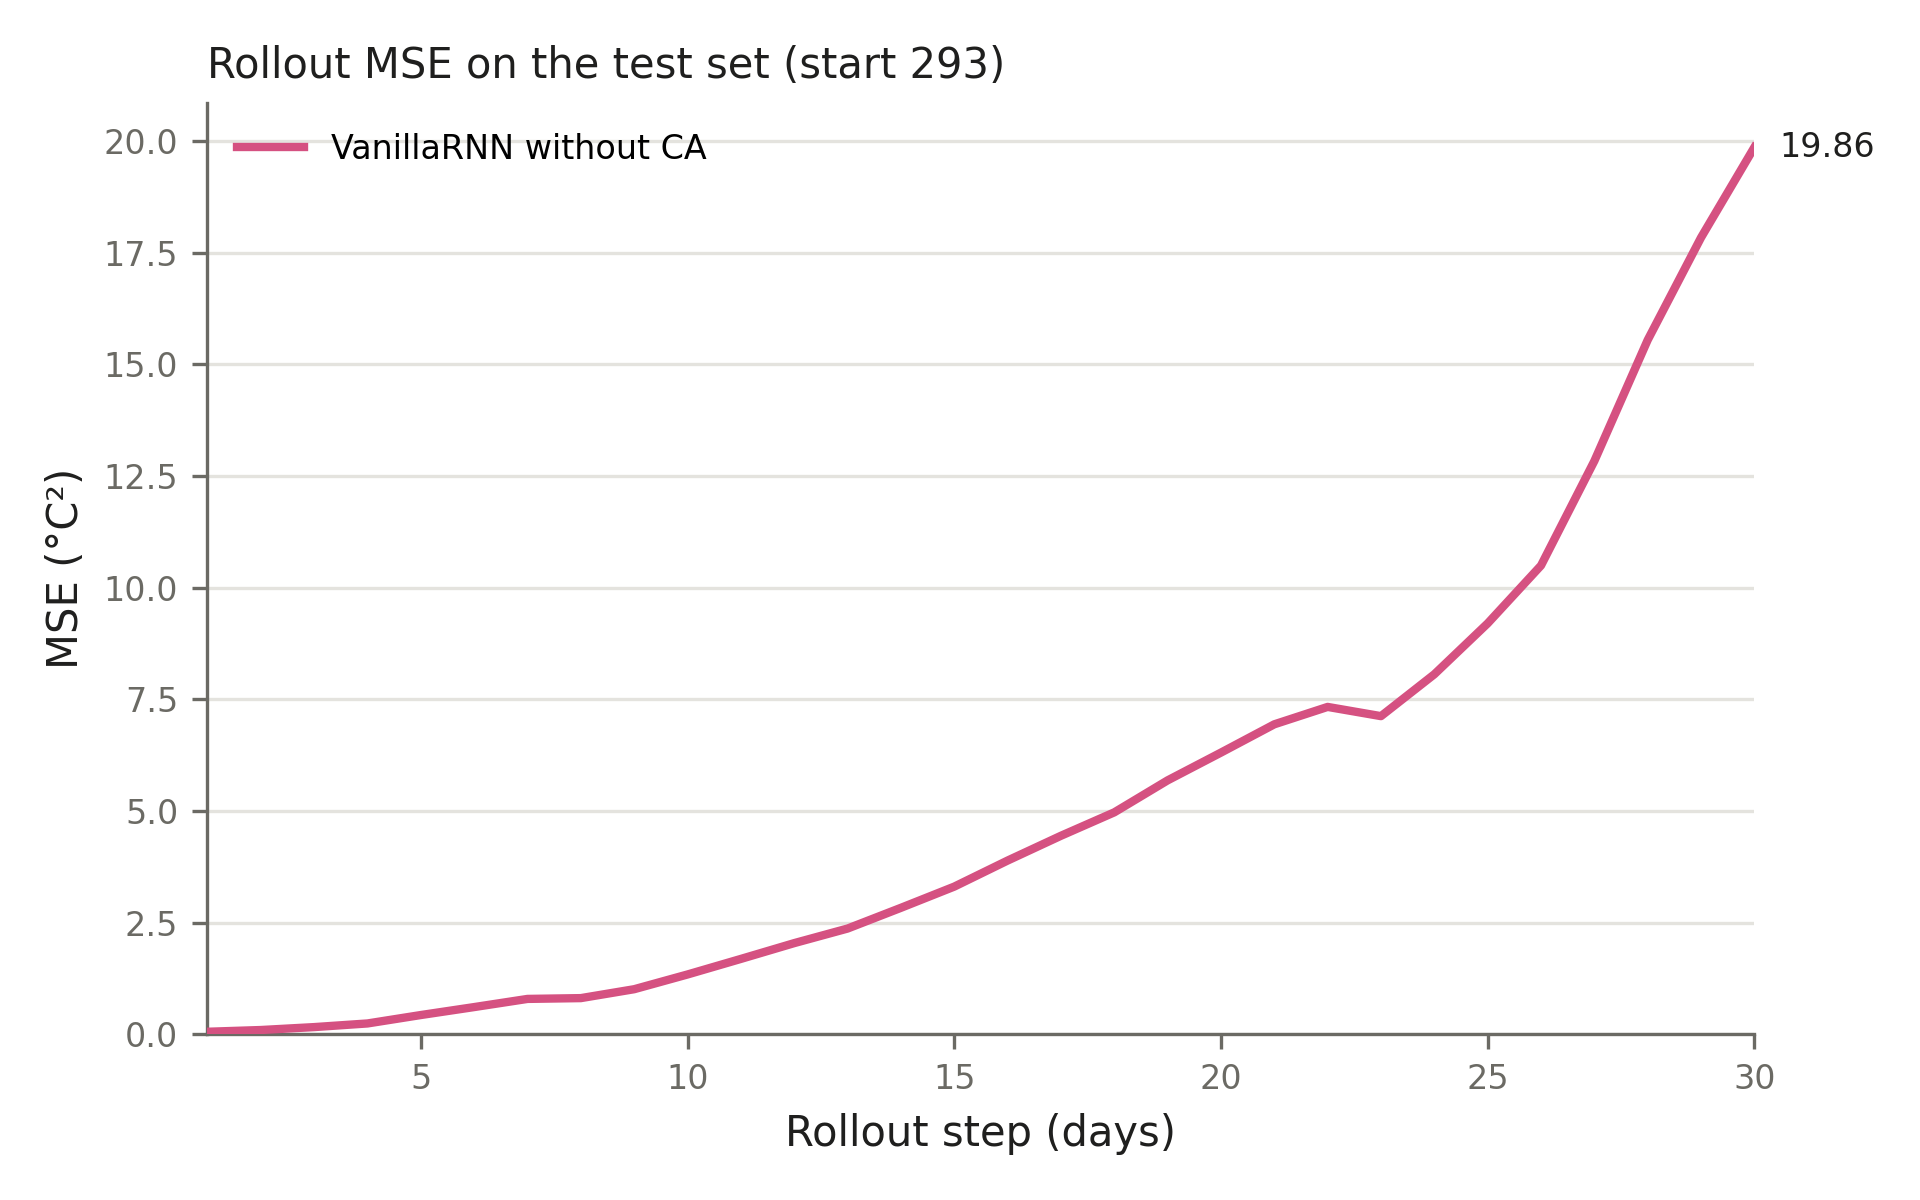 Rollout MSE on the test set (start 293)
VanillaRNN without CA
19.86
20.0
17.5
15.0
12.5
10.0
7.5
5.0
2.5
0.0
MSE (°C²)
5 10 15 20 25 30
Rollout step (days)